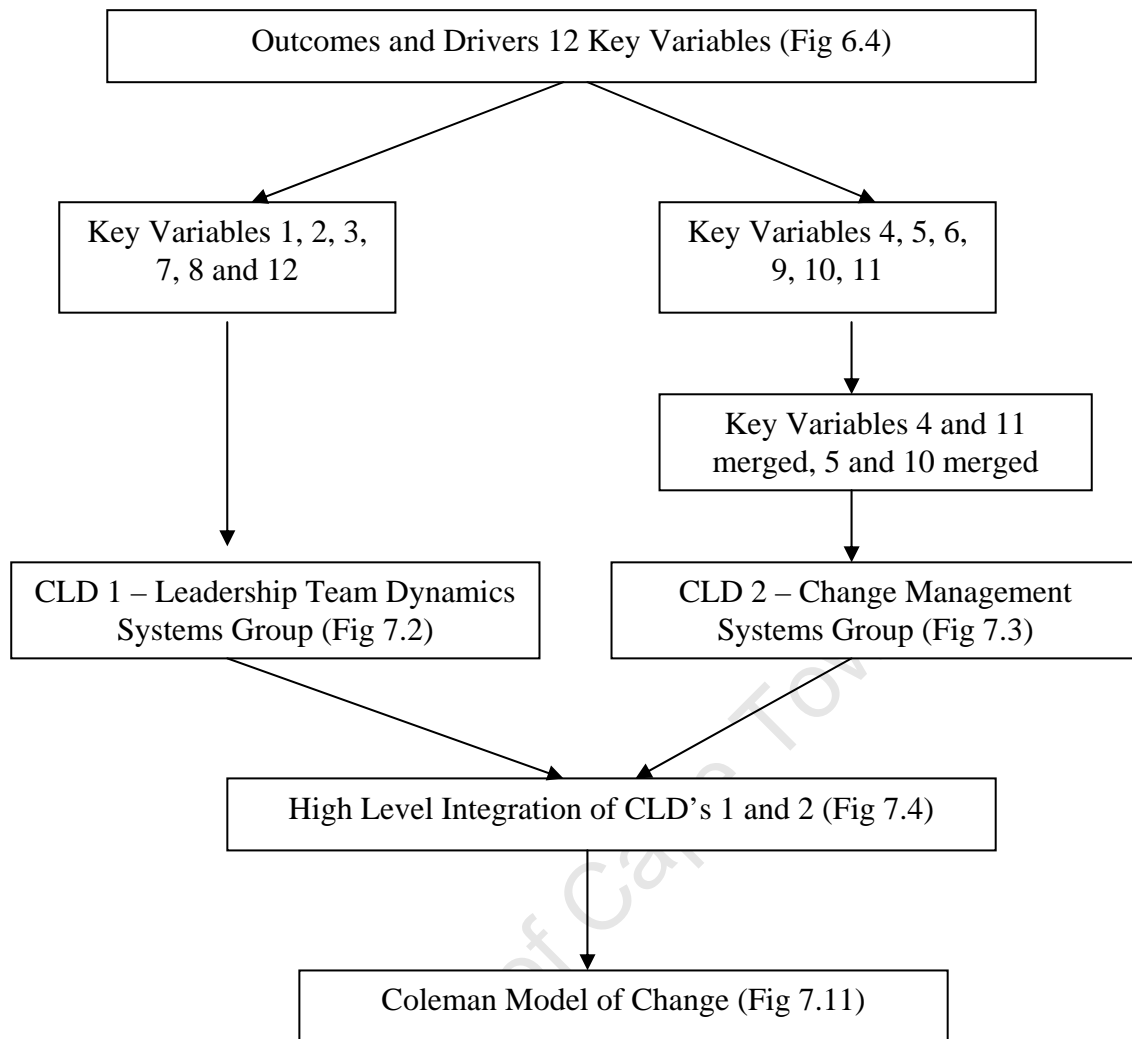 Outcomes and Drivers 12 Key Variables (Fig 6.4)
Key Variables 1, 2, 3,
7, 8 and 12
Key Variables 4, 5, 6,
9, 10, 11
Key Variables 4 and 11
merged, 5 and 10 merged
CLD 1 – Leadership Team Dynamics
Systems Group (Fig 7.2)
CLD 2 – Change Management
Systems Group (Fig 7.3)
High Level Integration of CLD’s 1 and 2 (Fig 7.4)
Coleman Model of Change (Fig 7.11)
of Cape Tow